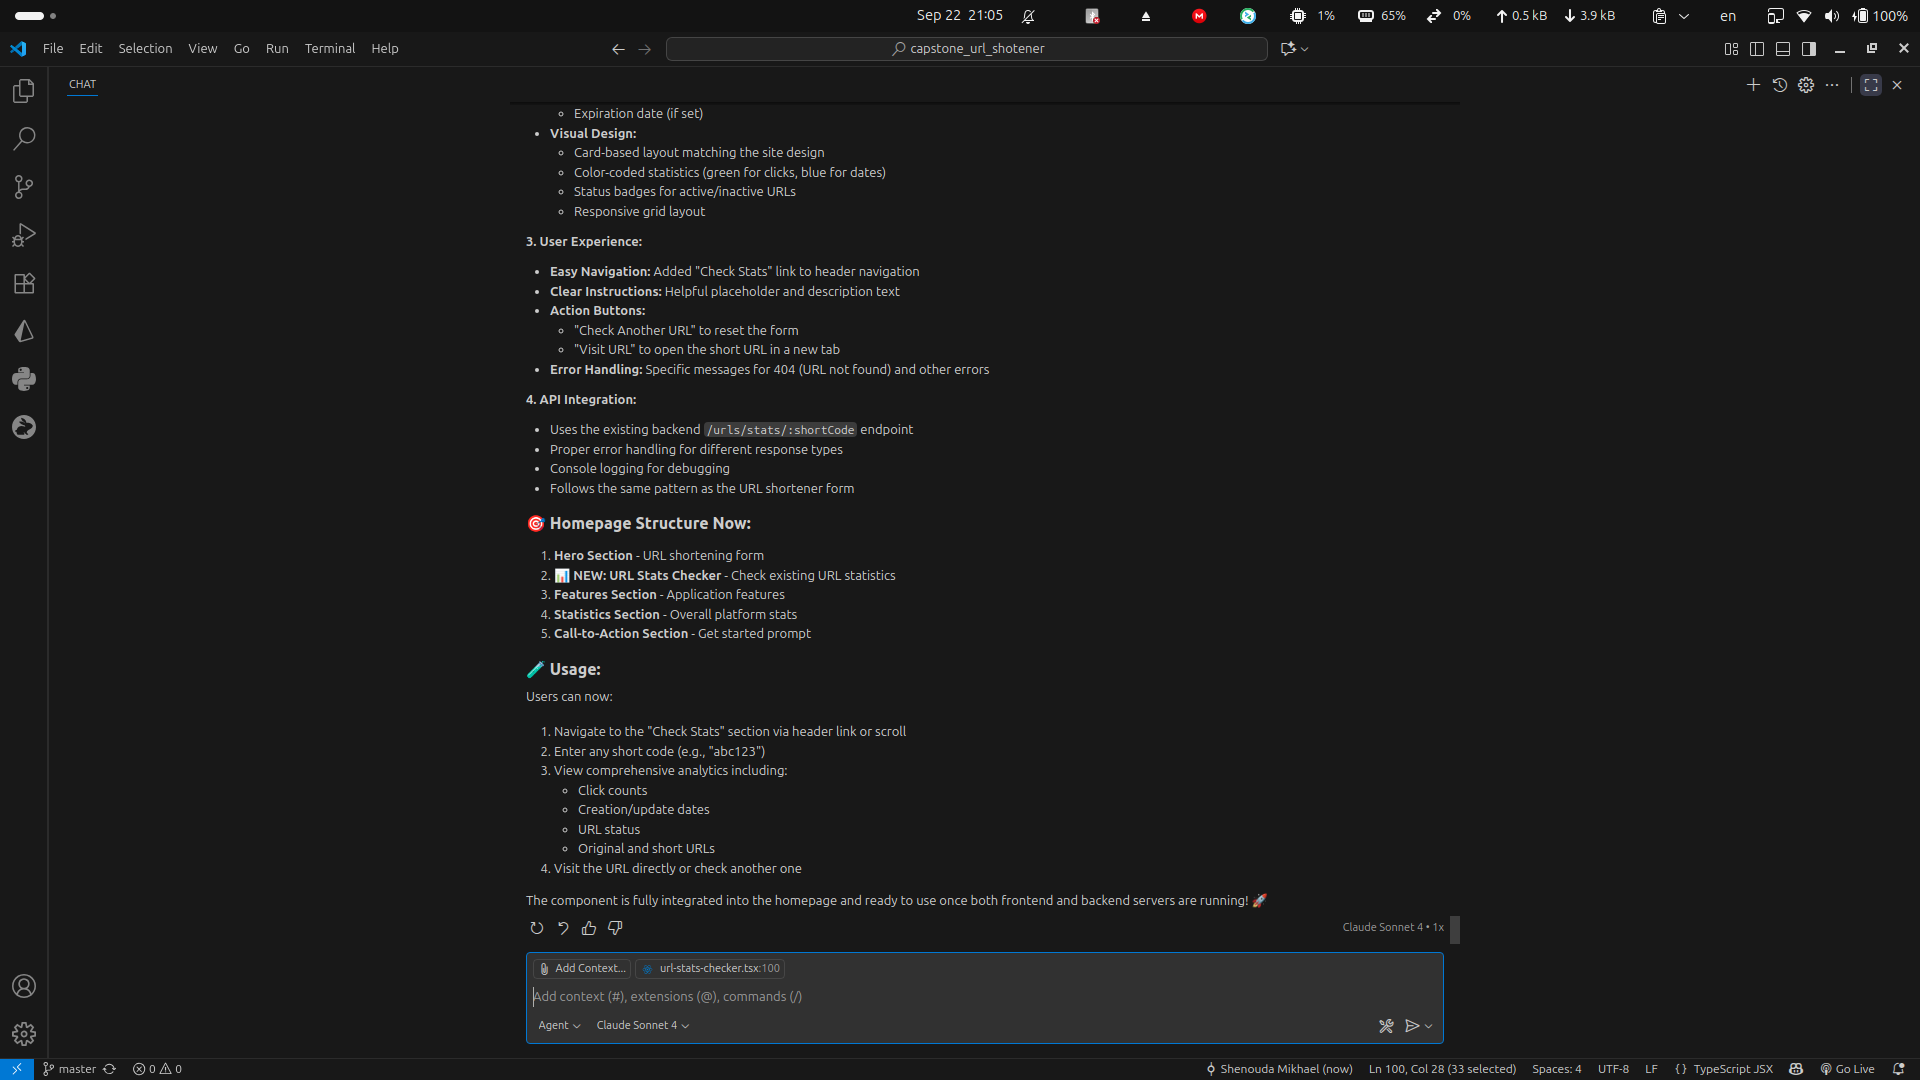 Sep 22 21:05
1%
65%
0%
0.5 kB
3.9 kB
en
100%
File Edit Selection View Go Run Terminal Help
capstone_url_shotener
CHAT
◦ Expiration date (if set)
• Visual Design:
◦ Card-based layout matching the site design
◦ Color-coded statistics (green for clicks, blue for dates)
◦ Status badges for active/inactive URLs
◦ Responsive grid layout
3. User Experience:
• Easy Navigation: Added "Check Stats" link to header navigation
• Clear Instructions: Helpful placeholder and description text
• Action Buttons:
◦ "Check Another URL" to reset the form
◦ "Visit URL" to open the short URL in a new tab
• Error Handling: Specific messages for 404 (URL not found) and other errors
4. API Integration:
• Uses the existing backend /urls/stats/:shortCode endpoint
• Proper error handling for different response types
• Console logging for debugging
• Follows the same pattern as the URL shortener form
🎯 Homepage Structure Now:
1. Hero Section - URL shortening form
2. 📊 NEW: URL Stats Checker - Check existing URL statistics
3. Features Section - Application features
4. Statistics Section - Overall platform stats
5. Call-to-Action Section - Get started prompt
🧪 Usage:
Users can now:
1. Navigate to the "Check Stats" section via header link or scroll
2. Enter any short code (e.g., "abc123")
3. View comprehensive analytics including:
◦ Click counts
◦ Creation/update dates
◦ URL status
◦ Original and short URLs
4. Visit the URL directly or check another one
The component is fully integrated into the homepage and ready to use once both frontend and backend servers are running! 🚀
Claude Sonnet 4 • 1x
Add Context... url-stats-checker.tsx:100
Add context (#), extensions (@), commands (/)
Agent Claude Sonnet 4
master 0 0 Shenouda Mikhael (now) Ln 100, Col 28 (33 selected) Spaces: 4 UTF-8 LF {} TypeScript JSX Go Live